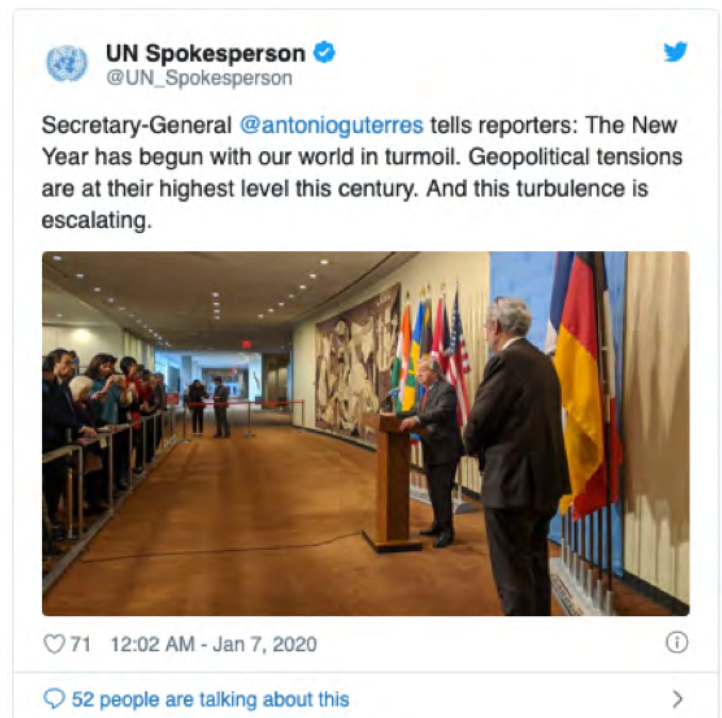 UN Spokesperson
@UN_Spokesperson
Secretary-General @antonioguterres tells reporters: The New
Year has begun with our world in turmoil. Geopolitical tensions
are at their highest level this century. And this turbulence is
escalating.
71 12:02 AM - Jan 7, 2020
52 people are talking about this